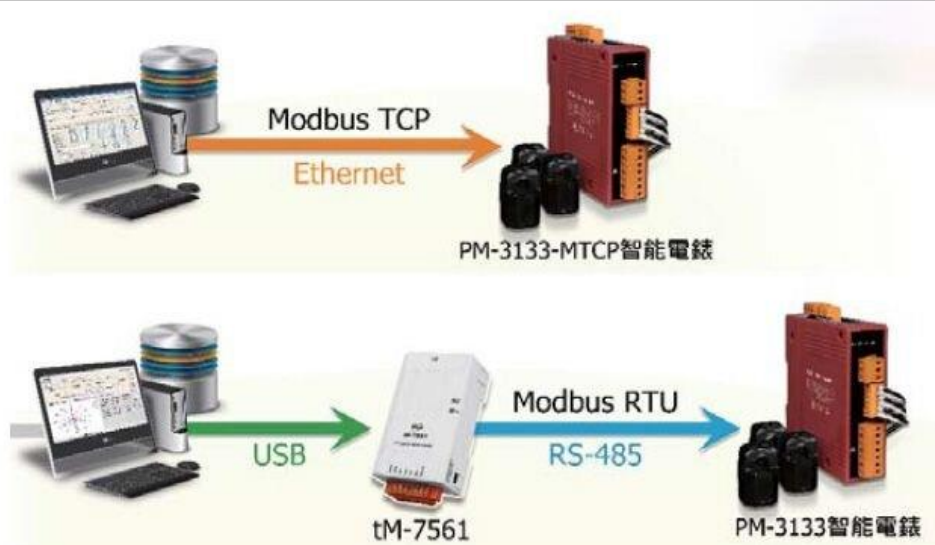 Modbus TCP
Ethernet
PM-3133-MTCP智能電錶
Modbus RTU
USB
RS-485
tM-7561
PM-3133智能電錶